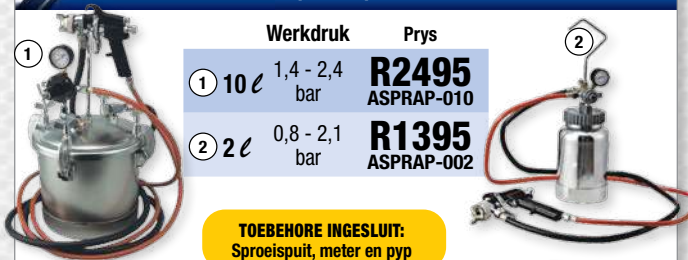 Werkdruk Prys
1
2
1 10 ℓ 1,4 - 2,4 bar R2495
ASPRAP-010
2 2 ℓ 0,8 - 2,1 bar R1395
ASPRAP-002
TOEBEHORE INGESLUIT:
Sproeispuit, meter en pyp